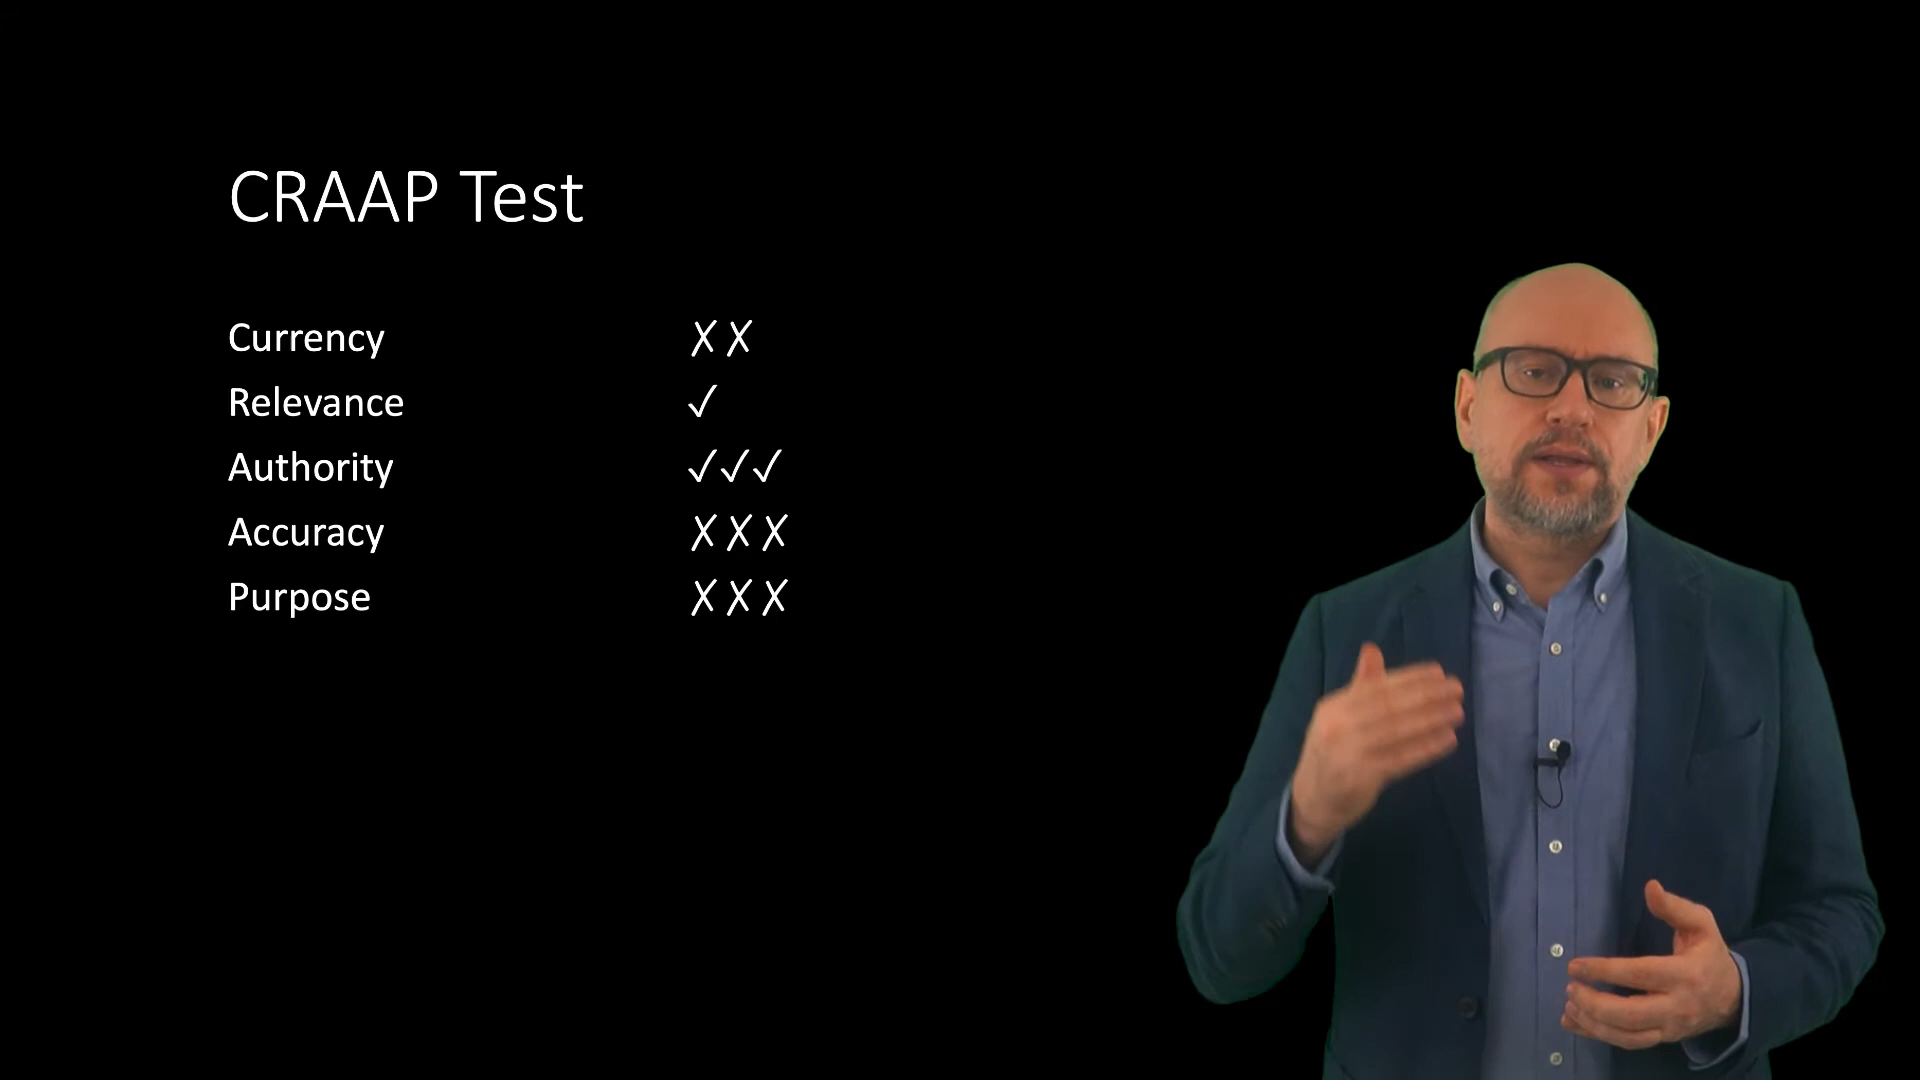 CRAAP Test
Currency ✗✗
Relevance ✓
Authority ✓✓✓
Accuracy ✗✗✗
Purpose ✗✗✗